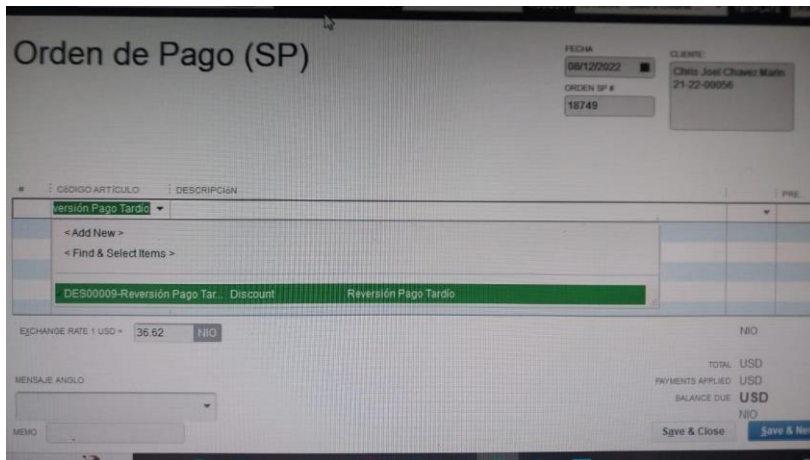 Orden de Pago (SP)
FECHA
06/12/2022
CLIENTE:
Chris Joel Chavez Marin
21-22-00056
ORDEN SP #
18749
# CÓDIGO ARTÍCULO DESCRIPCIÓN PRE
versión Pago Tardío
< Add New >
< Find & Select Items >
DES00009-Reversión Pago Tar... Discount Reversión Pago Tardío
EXCHANGE RATE 1 USD = 36.62 NIO NIO
TOTAL USD
PAYMENTS APPLIED USD
BALANCE DUE USD
NIO
MENSAJE ANGLO
MEMO
Save & Close Save & Ne